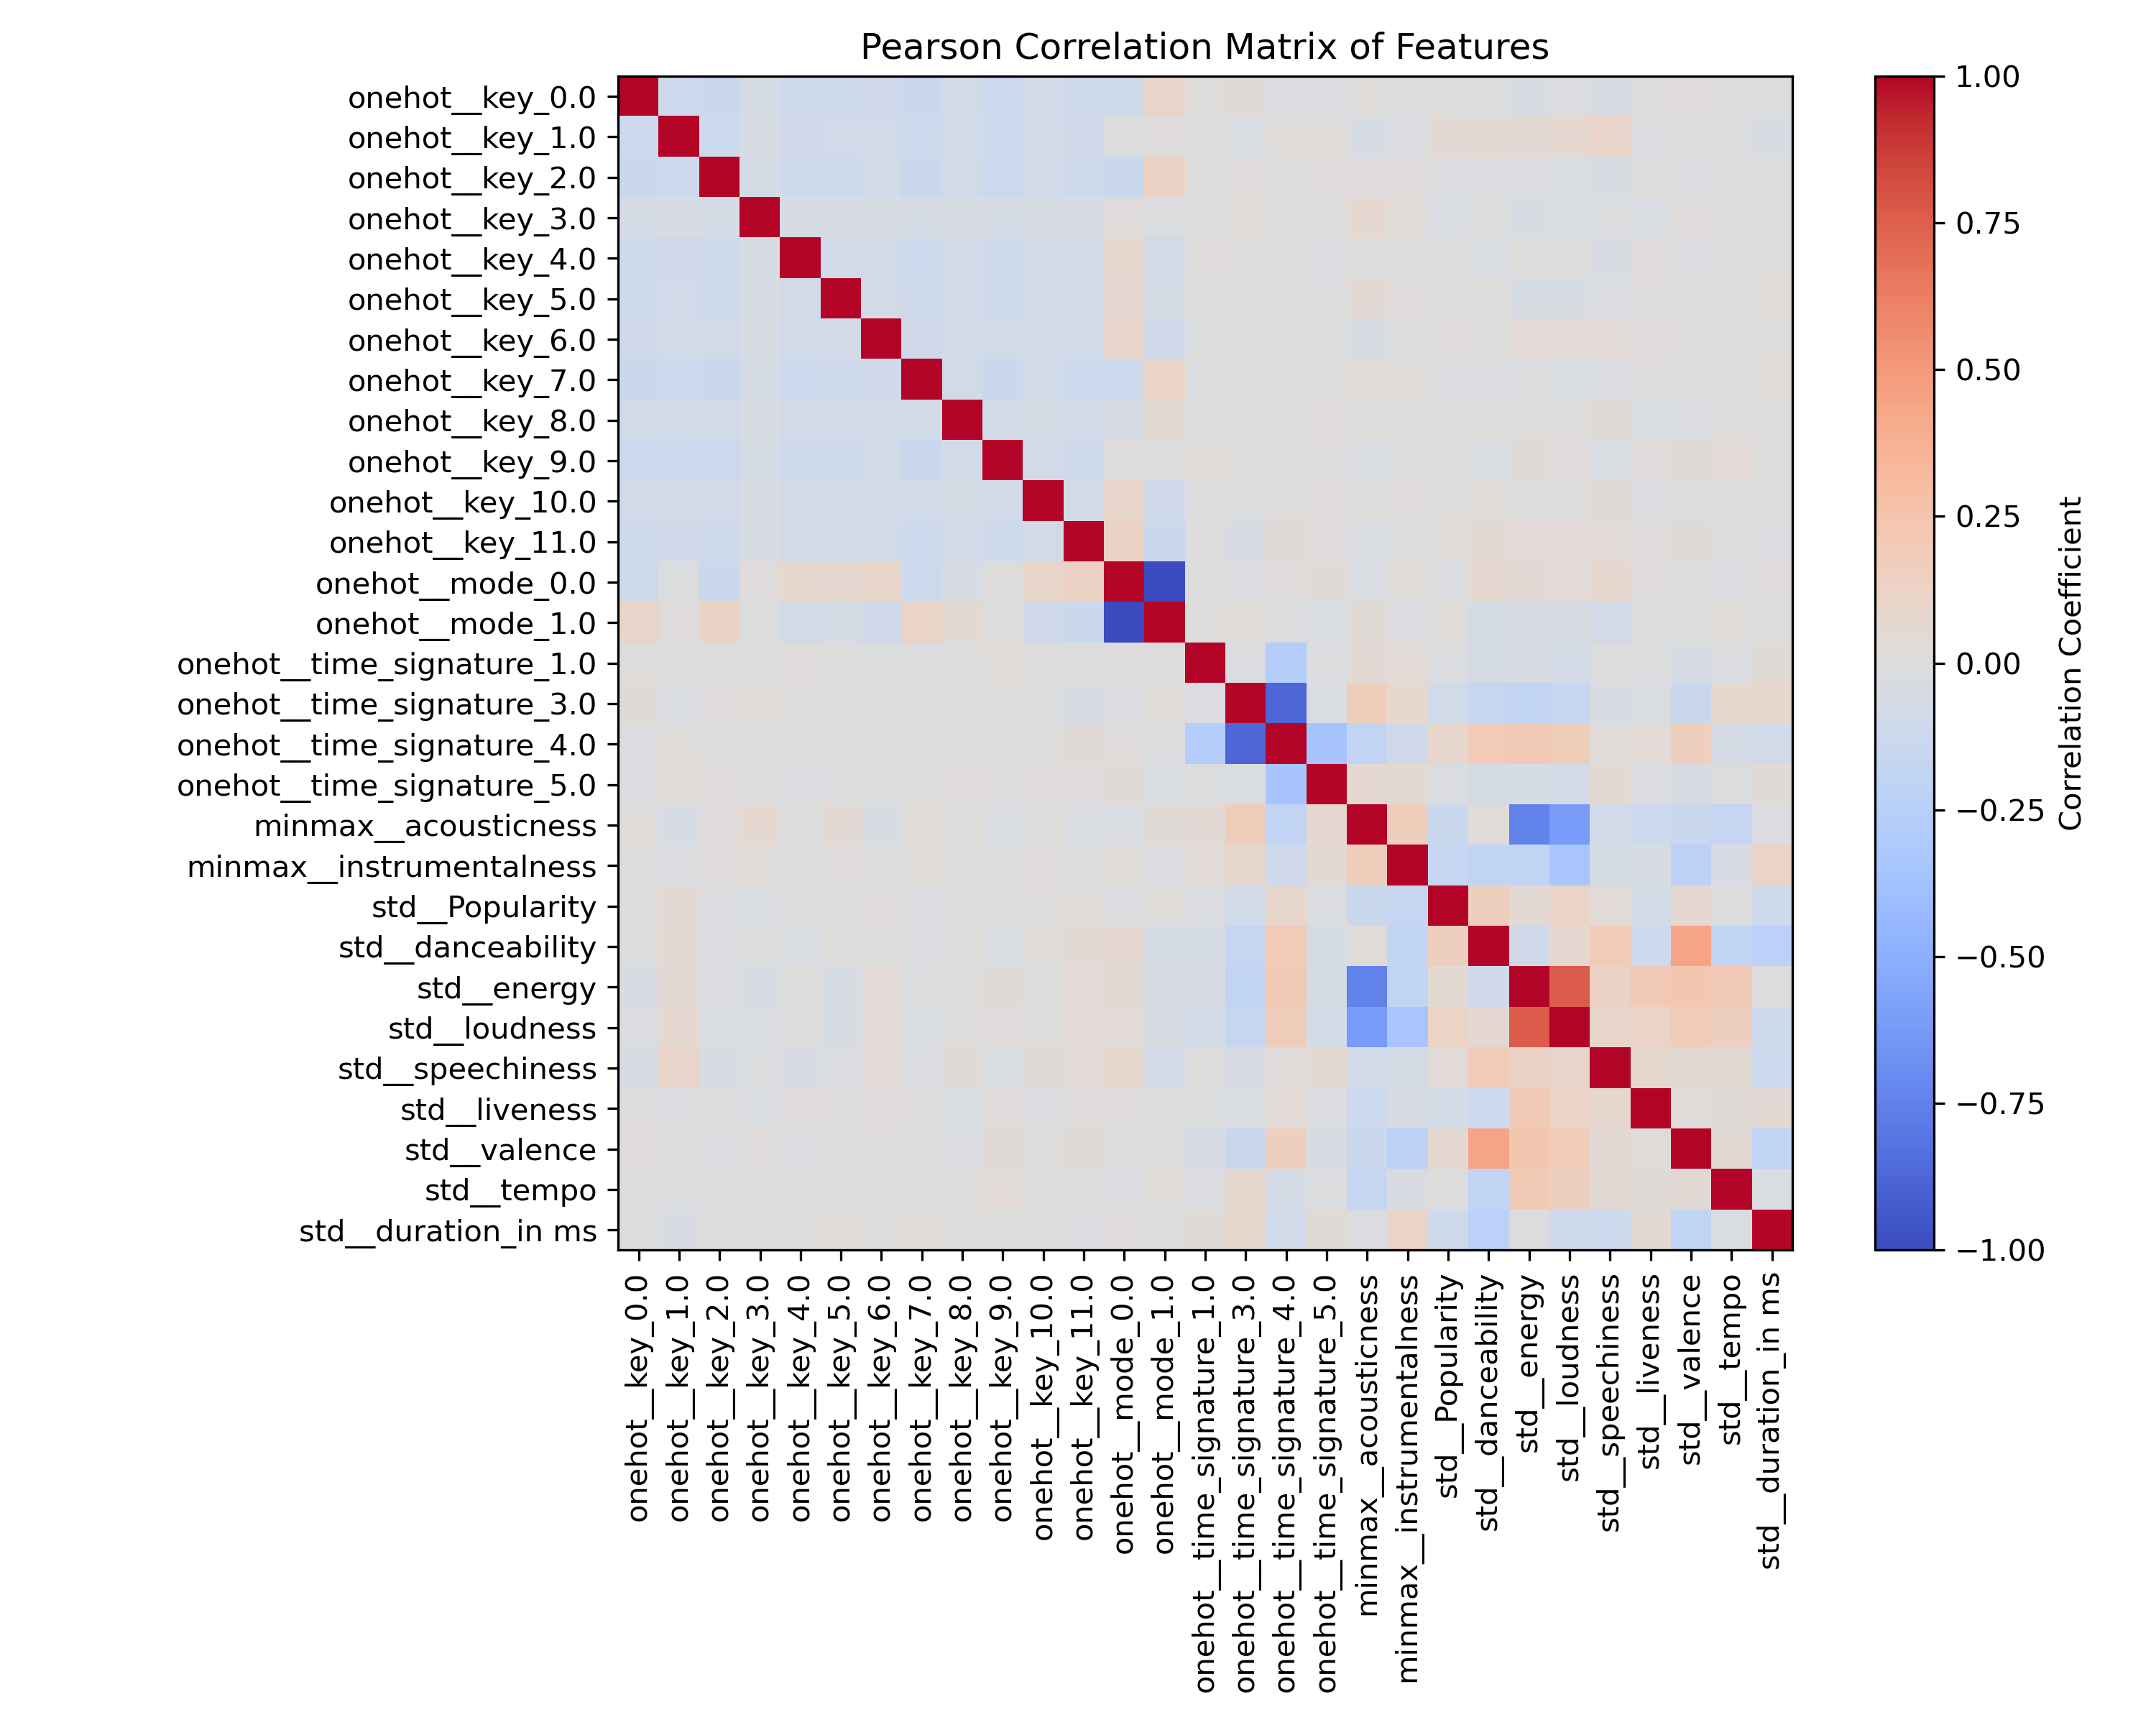 Pearson Correlation Matrix of Features
onehot__key_0.0
onehot__key_1.0
onehot__key_2.0
onehot__key_3.0
onehot__key_4.0
onehot__key_5.0
onehot__key_6.0
onehot__key_7.0
onehot__key_8.0
onehot__key_9.0
onehot__key_10.0
onehot__key_11.0
onehot__mode_0.0
onehot__mode_1.0
onehot__time_signature_1.0
onehot__time_signature_3.0
onehot__time_signature_4.0
onehot__time_signature_5.0
minmax__acousticness
minmax__instrumentalness
std__Popularity
std__danceability
std__energy
std__loudness
std__speechiness
std__liveness
std__valence
std__tempo
std__duration_in ms
onehot__key_0.0
onehot__key_1.0
onehot__key_2.0
onehot__key_3.0
onehot__key_4.0
onehot__key_5.0
onehot__key_6.0
onehot__key_7.0
onehot__key_8.0
onehot__key_9.0
onehot__key_10.0
onehot__key_11.0
onehot__mode_0.0
onehot__mode_1.0
onehot__time_signature_1.0
onehot__time_signature_3.0
onehot__time_signature_4.0
onehot__time_signature_5.0
minmax__acousticness
minmax__instrumentalness
std__Popularity
std__danceability
std__energy
std__loudness
std__speechiness
std__liveness
std__valence
std__tempo
std__duration_in ms
1.00
0.75
0.50
0.25
0.00
−0.25
−0.50
−0.75
−1.00
Correlation Coefficient